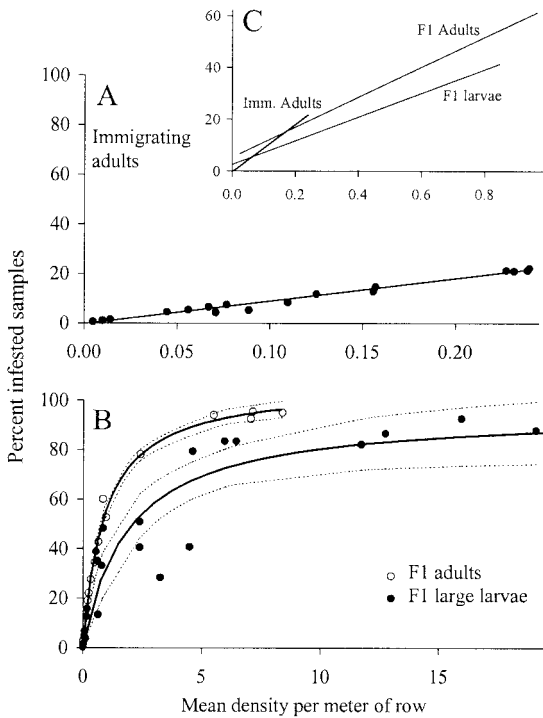 C
60
40
20
0
F1 Adults
F1 larvae
Imm. Adults
0.0 0.2 0.4 0.6 0.8
A
Immigrating
adults
100
80
60
40
20
0
0.00 0.05 0.10 0.15 0.20
Percent infested samples
B
100
80
60
40
20
0
F1 adults
F1 large larvae
0 5 10 15
Mean density per meter of row